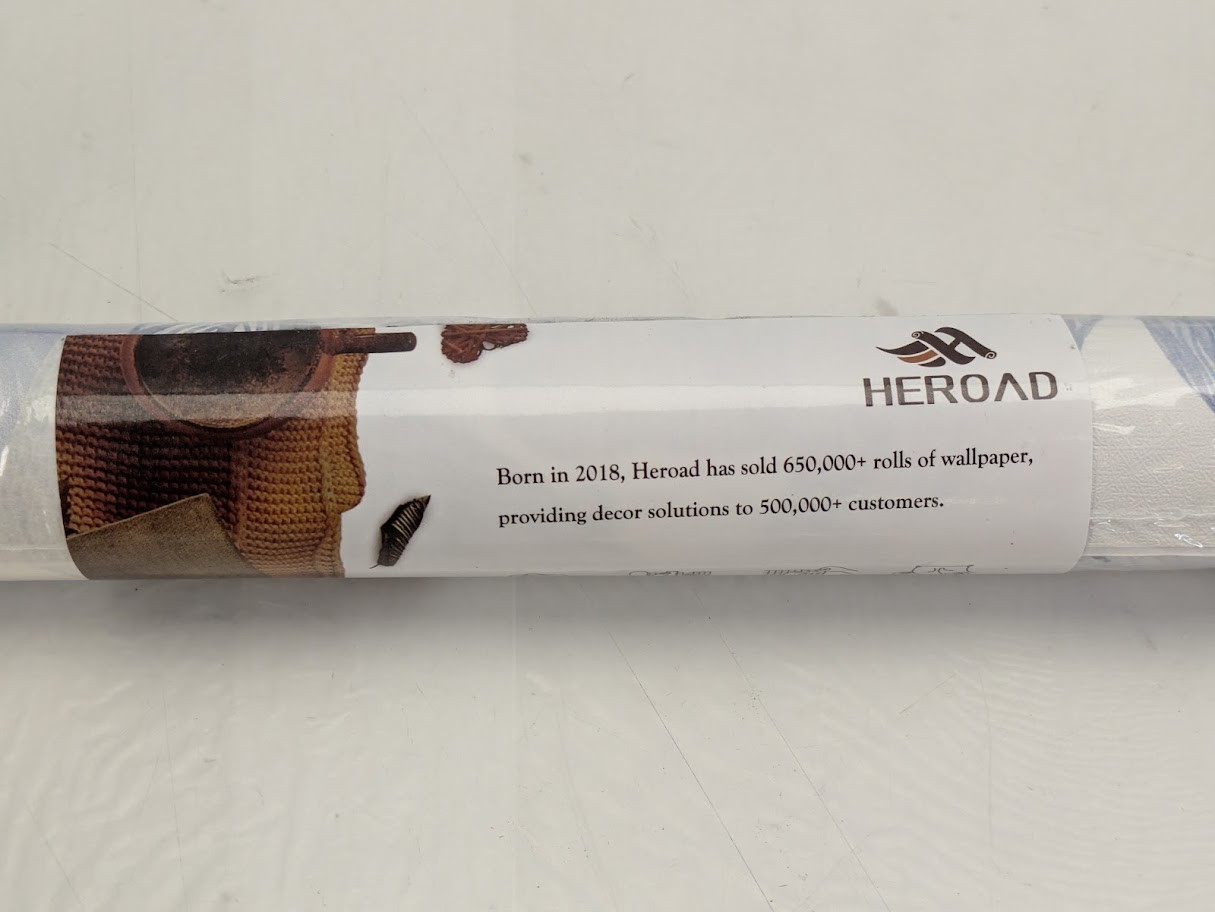 HEROAD
Born in 2018, Heroad has sold 650,000+ rolls of wallpaper,
providing decor solutions to 500,000+ customers.